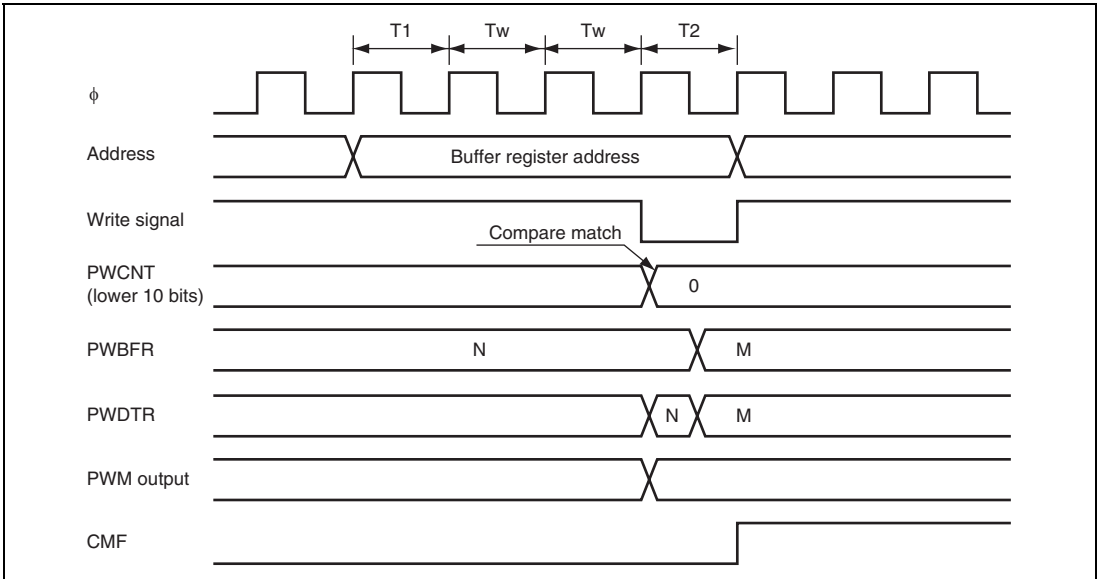 T1 Tw Tw T2
ϕ
Address
Buffer register address
Write signal
Compare match
PWCNT
(lower 10 bits)
0
PWBFR
N M
PWDTR
N M
PWM output
CMF